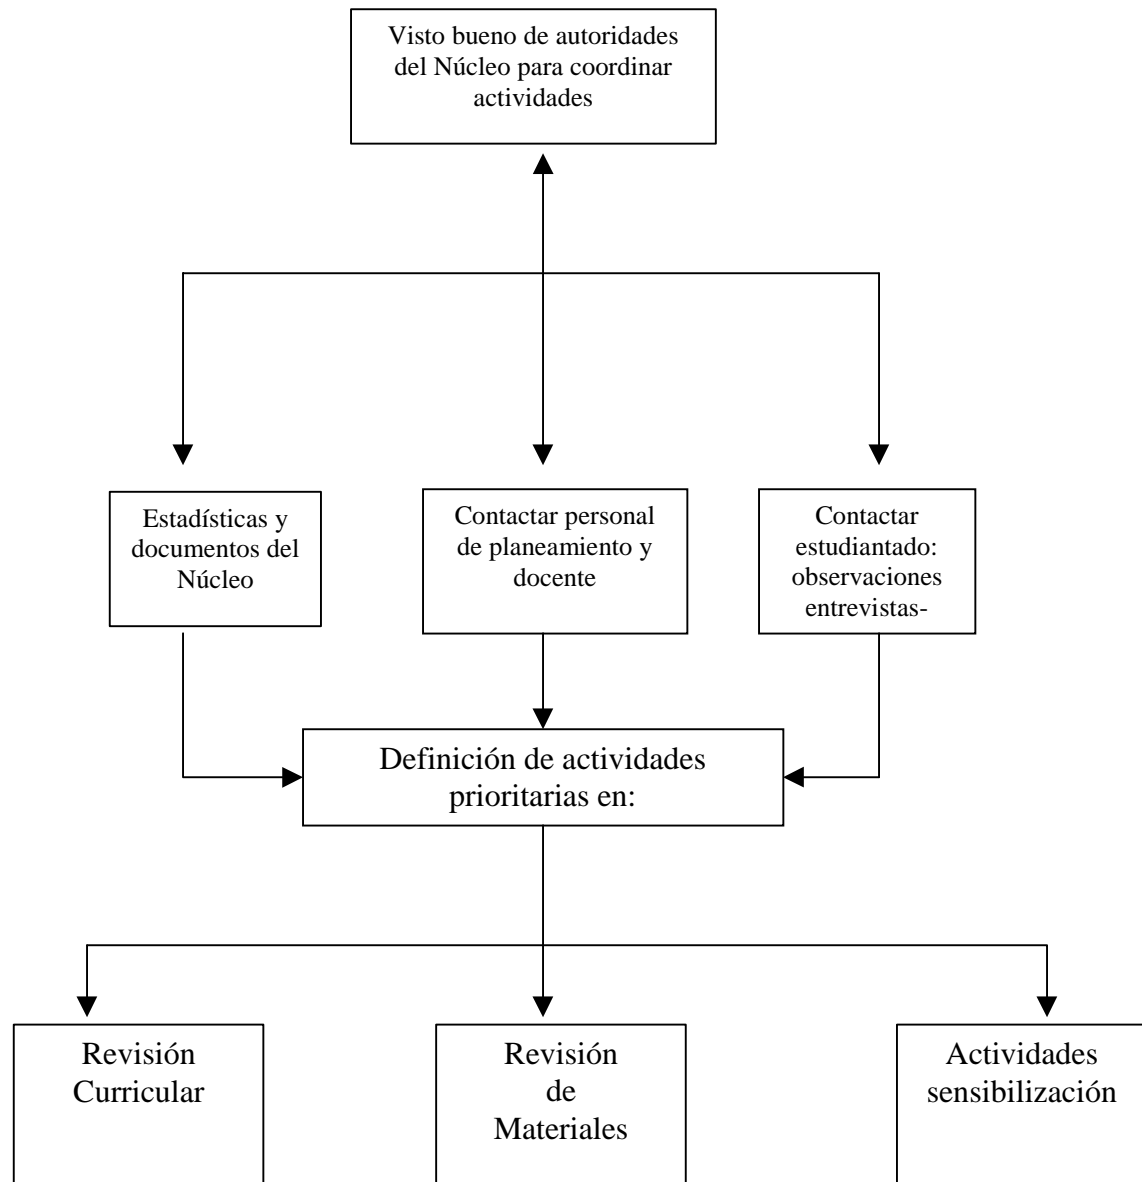 Visto bueno de autoridades
del Núcleo para coordinar
actividades
Estadísticas y
documentos del
Núcleo
Contactar personal
de planeamiento y
docente
Contactar
estudiantado:
observaciones
entrevistas-
Definición de actividades
prioritarias en:
Revisión
Curricular
Revisión
de
Materiales
Actividades
sensibilización